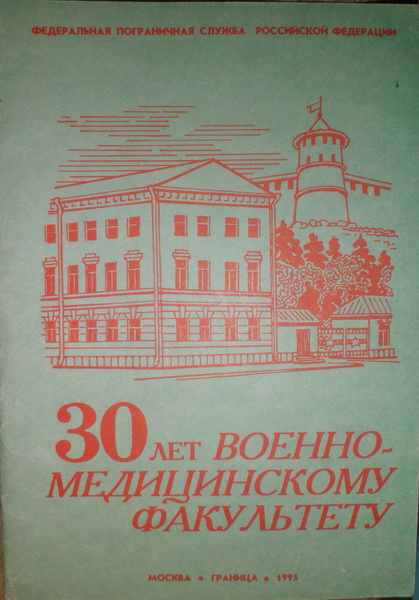 ФЕДЕРАЛЬНАЯ ПОГРАНИЧНАЯ СЛУЖБА РОССИЙСКОЙ ФЕДЕРАЦИИ
30 ЛЕТ ВОЕННО-
МЕДИЦИНСКОМУ
ФАКУЛЬТЕТУ
МОСКВА • ГРАНИЦА • 1995